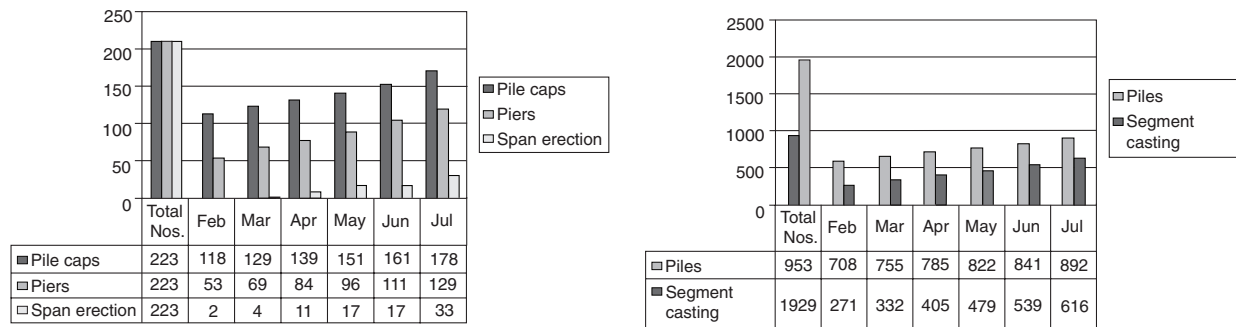 250
200
150
100
50
0
Pile caps
Piers
Span erection
Total Nos. Feb Mar Apr May Jun Jul
Pile caps 223 118 129 139 151 161 178
Piers 223 53 69 84 96 111 129
Span erection 223 2 4 11 17 17 33
2500
2000
1500
1000
500
0
Piles
Segment
casting
Total Nos. Feb Mar Apr May Jun Jul
Piles 953 708 755 785 822 841 892
Segment
casting 1929 271 332 405 479 539 616